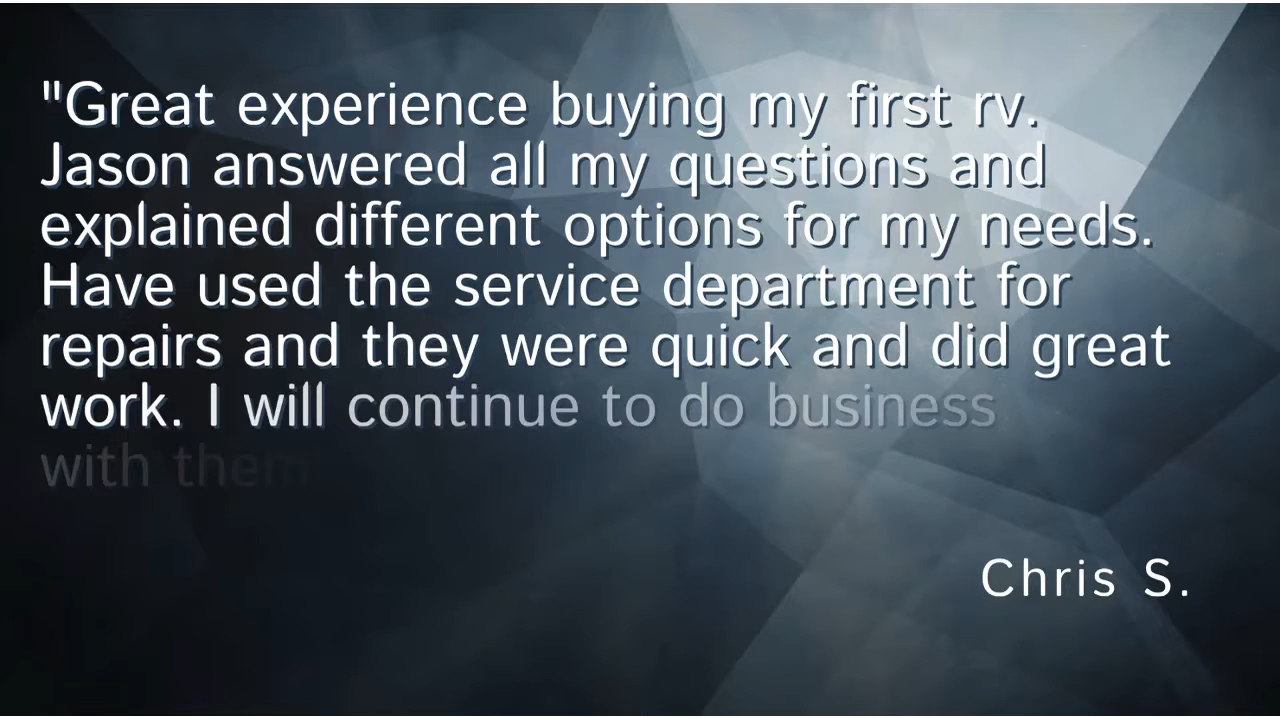 "Great experience buying my first rv.
Jason answered all my questions and
explained different options for my needs.
Have used the service department for
repairs and they were quick and did great
work. I will continue to do business
with them
Chris S.